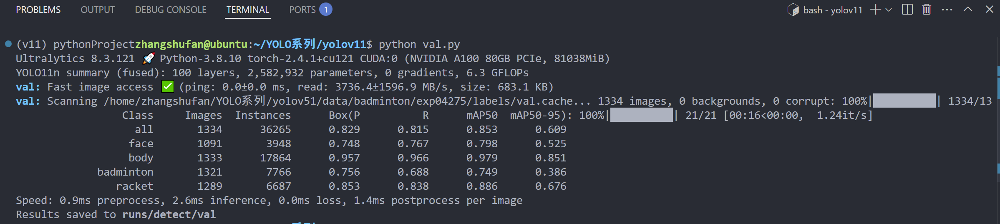 PROBLEMS OUTPUT DEBUG CONSOLE TERMINAL PORTS 1 bash - yolov11
(v11) pythonProjectzhangshufan@ubuntu:~/YOLO系列/yolov11$ python val.py
Ultralytics 8.3.121 🚀 Python-3.8.10 torch-2.4.1+cu121 CUDA:0 (NVIDIA A100 80GB PCIe, 81038MiB)
YOLO11n summary (fused): 100 layers, 2,582,932 parameters, 0 gradients, 6.3 GFLOPs
val: Fast image access ✅ (ping: 0.0±0.0 ms, read: 3736.4±1596.9 MB/s, size: 683.1 KB)
val: Scanning /home/zhangshufan/YOLO系列/yolov51/data/badminton/exp04275/labels/val.cache... 1334 images, 0 backgrounds, 0 corrupt: 100%|██████████| 1334/13
Class Images Instances Box(P R mAP50 mAP50-95): 100%|██████████| 21/21 [00:16<00:00, 1.24it/s]
all 1334 36265 0.829 0.815 0.853 0.609
face 1091 3948 0.748 0.767 0.798 0.525
body 1333 17864 0.957 0.966 0.979 0.851
badminton 1321 7766 0.756 0.688 0.749 0.386
racket 1289 6687 0.853 0.838 0.886 0.676
Speed: 0.9ms preprocess, 2.6ms inference, 0.0ms loss, 1.4ms postprocess per image
Results saved to runs/detect/val